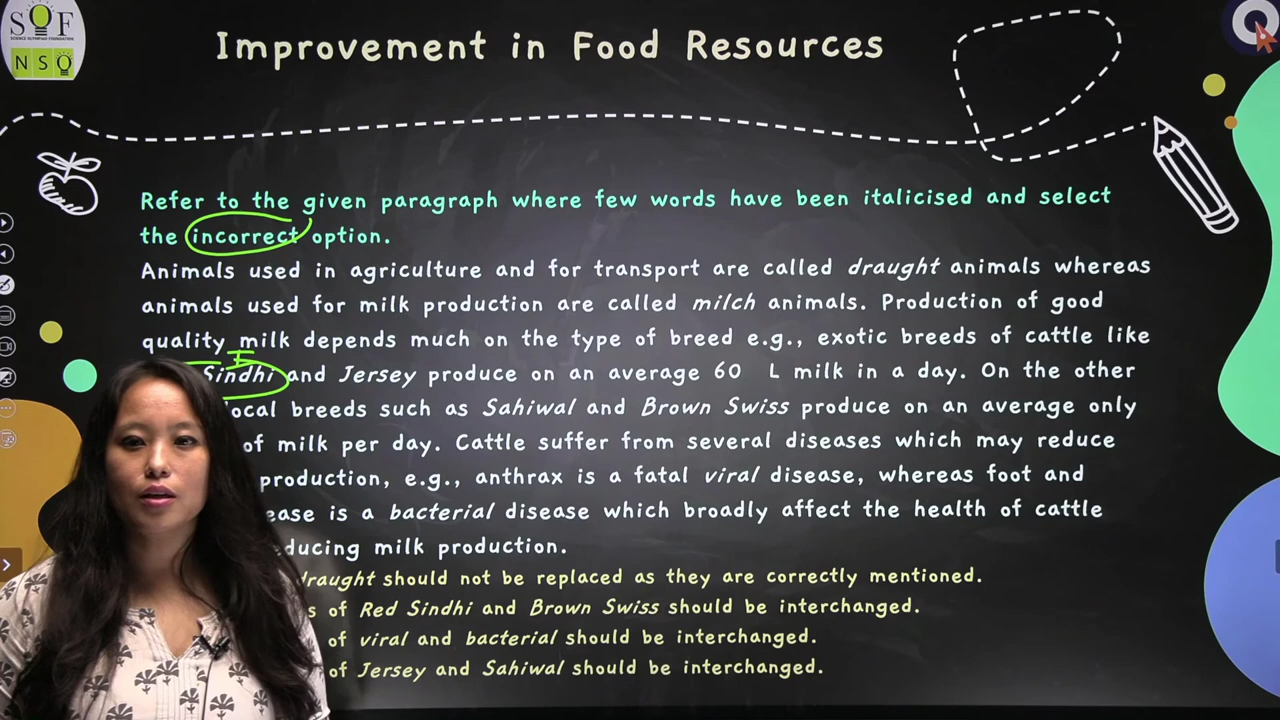 SOF
SCIENCE OLYMPIAD FOUNDATION
NSO
Improvement in Food Resources
Refer to the given paragraph where few words have been italicised and select
the incorrect option.
Animals used in agriculture and for transport are called draught animals whereas
animals used for milk production are called milch animals. Production of good
quality milk depends much on the type of breed e.g., exotic breeds of cattle like
I
Sindhi and Jersey produce on an average 60 L milk in a day. On the other
local breeds such as Sahiwal and Brown Swiss produce on an average only
of milk per day. Cattle suffer from several diseases which may reduce
production, e.g., anthrax is a fatal viral disease, whereas foot and
is a bacterial disease which broadly affect the health of cattle
milk production.
draught should not be replaced as they are correctly mentioned.
of Red Sindhi and Brown Swiss should be interchanged.
of viral and bacterial should be interchanged.
of Jersey and Sahiwal should be interchanged.